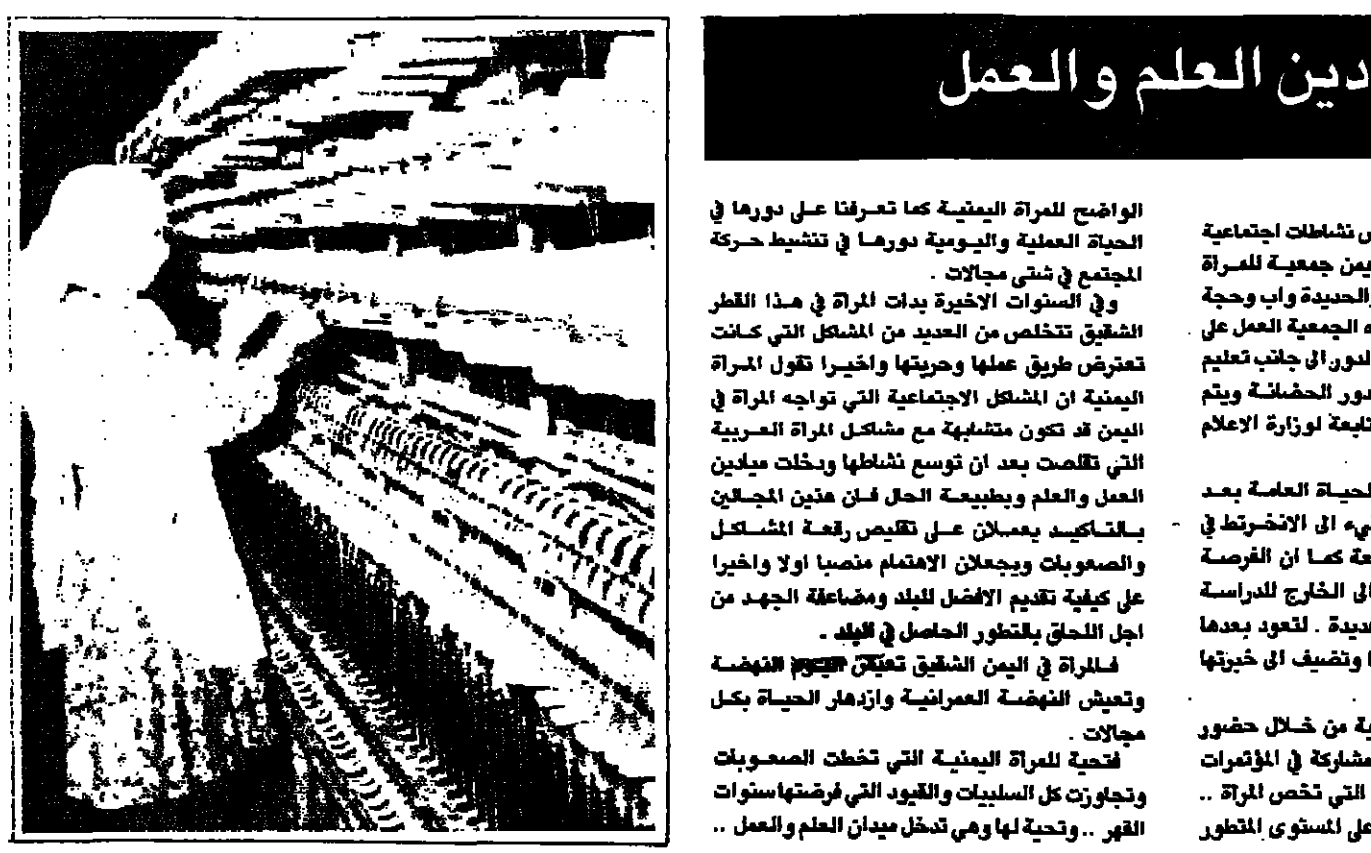 دين العلم والعمل
نشاطات اجتماعية
يمن جمعية للمراة
والحديدة واب وحجة
الجمعية العمل على
الدور الى جانب تعليم
دور الحضانة ويتم
تابعة لوزارة الاعلام
الحياة العامة بعد
الى الانخرتط في
كما ان الفرصة
الى الخارج للدراسة
لتعود بعدها
وتضيف الى خبرتها
من خلال حضور
مشاركة في المؤتمرات
التي تخص المراة ..
على المستوى المتطور
الواضح للمراة اليمنية كما تعرفنا على دورها في
الحياة العملية واليومية دورها في تنشيط حركة
المجتمع في شتى مجالات .
وفي السنوات الاخيرة بدات المراة في هذا القطر
الشقيق تتخلص من العديد من المشاكل التي كانت
تعترض طريق عملها وحريتها واخيرا تقول المراة
اليمنية ان المشاكل الاجتماعية التي تواجه المراة في
اليمن قد تكون متشابهة مع مشاكل المراة العربية
التي تقلصت بعد ان توسع نشاطها ودخلت ميادين
العمل والعلم وبطبيعة الحال فان هذين المجالين
بالتاكيد يعملان على تقليص رقعة المشاكل
والصعوبات ويجعلان الاهتمام منصبا اولا واخيرا
على كيفية تقديم الافضل للبلد ومضاعفة الجهد من
اجل اللحاق بالتطور الحاصل في البلد .
فالمراة في اليمن الشقيق تعيش اليوم النهضة
وتعيش النهضة العمرانية وازدهار الحياة بكل
مجالات .
فتحية للمراة اليمنية التي تخطت الصعوبات
وتجاوزت كل السلبيات والقيود التي فرضتها سنوات
القهر .. وتحية لها وهي تدخل ميدان العلم والعمل ..